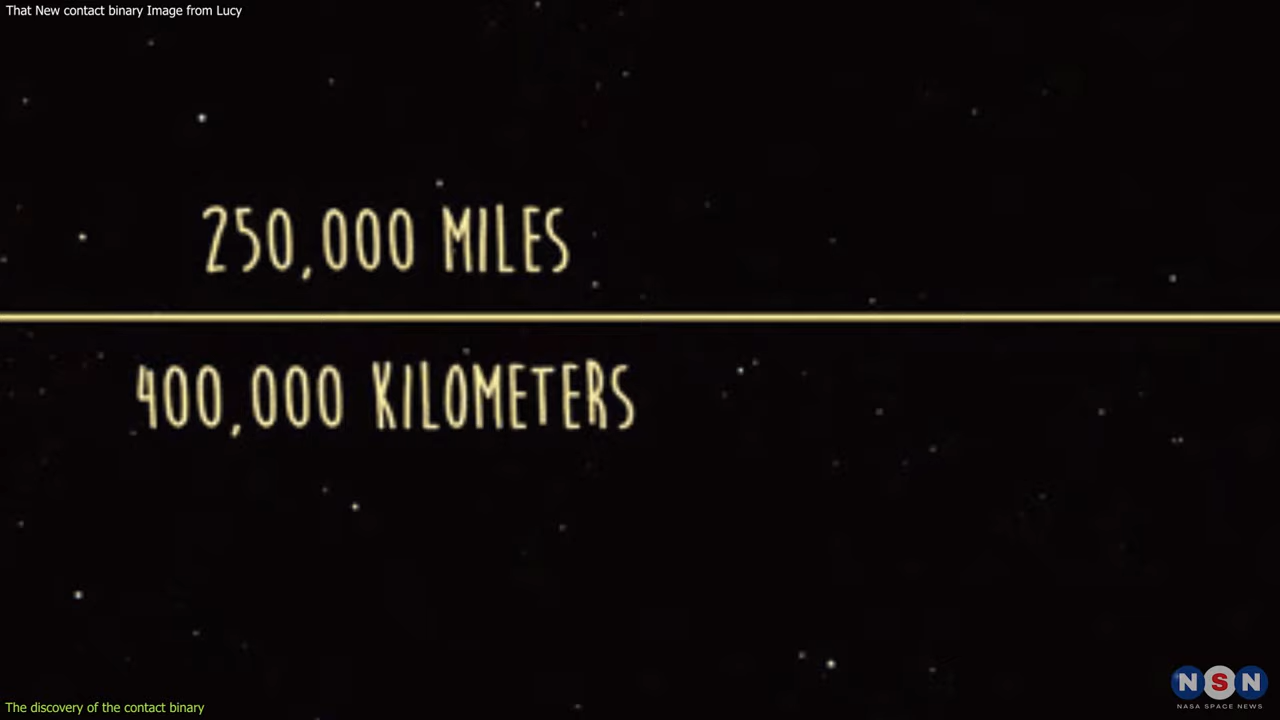 That New contact binary Image from Lucy
250,000 MILES
400,000 KILOMETERS
NSN
NASA SPACE NEWS
The discovery of the contact binary